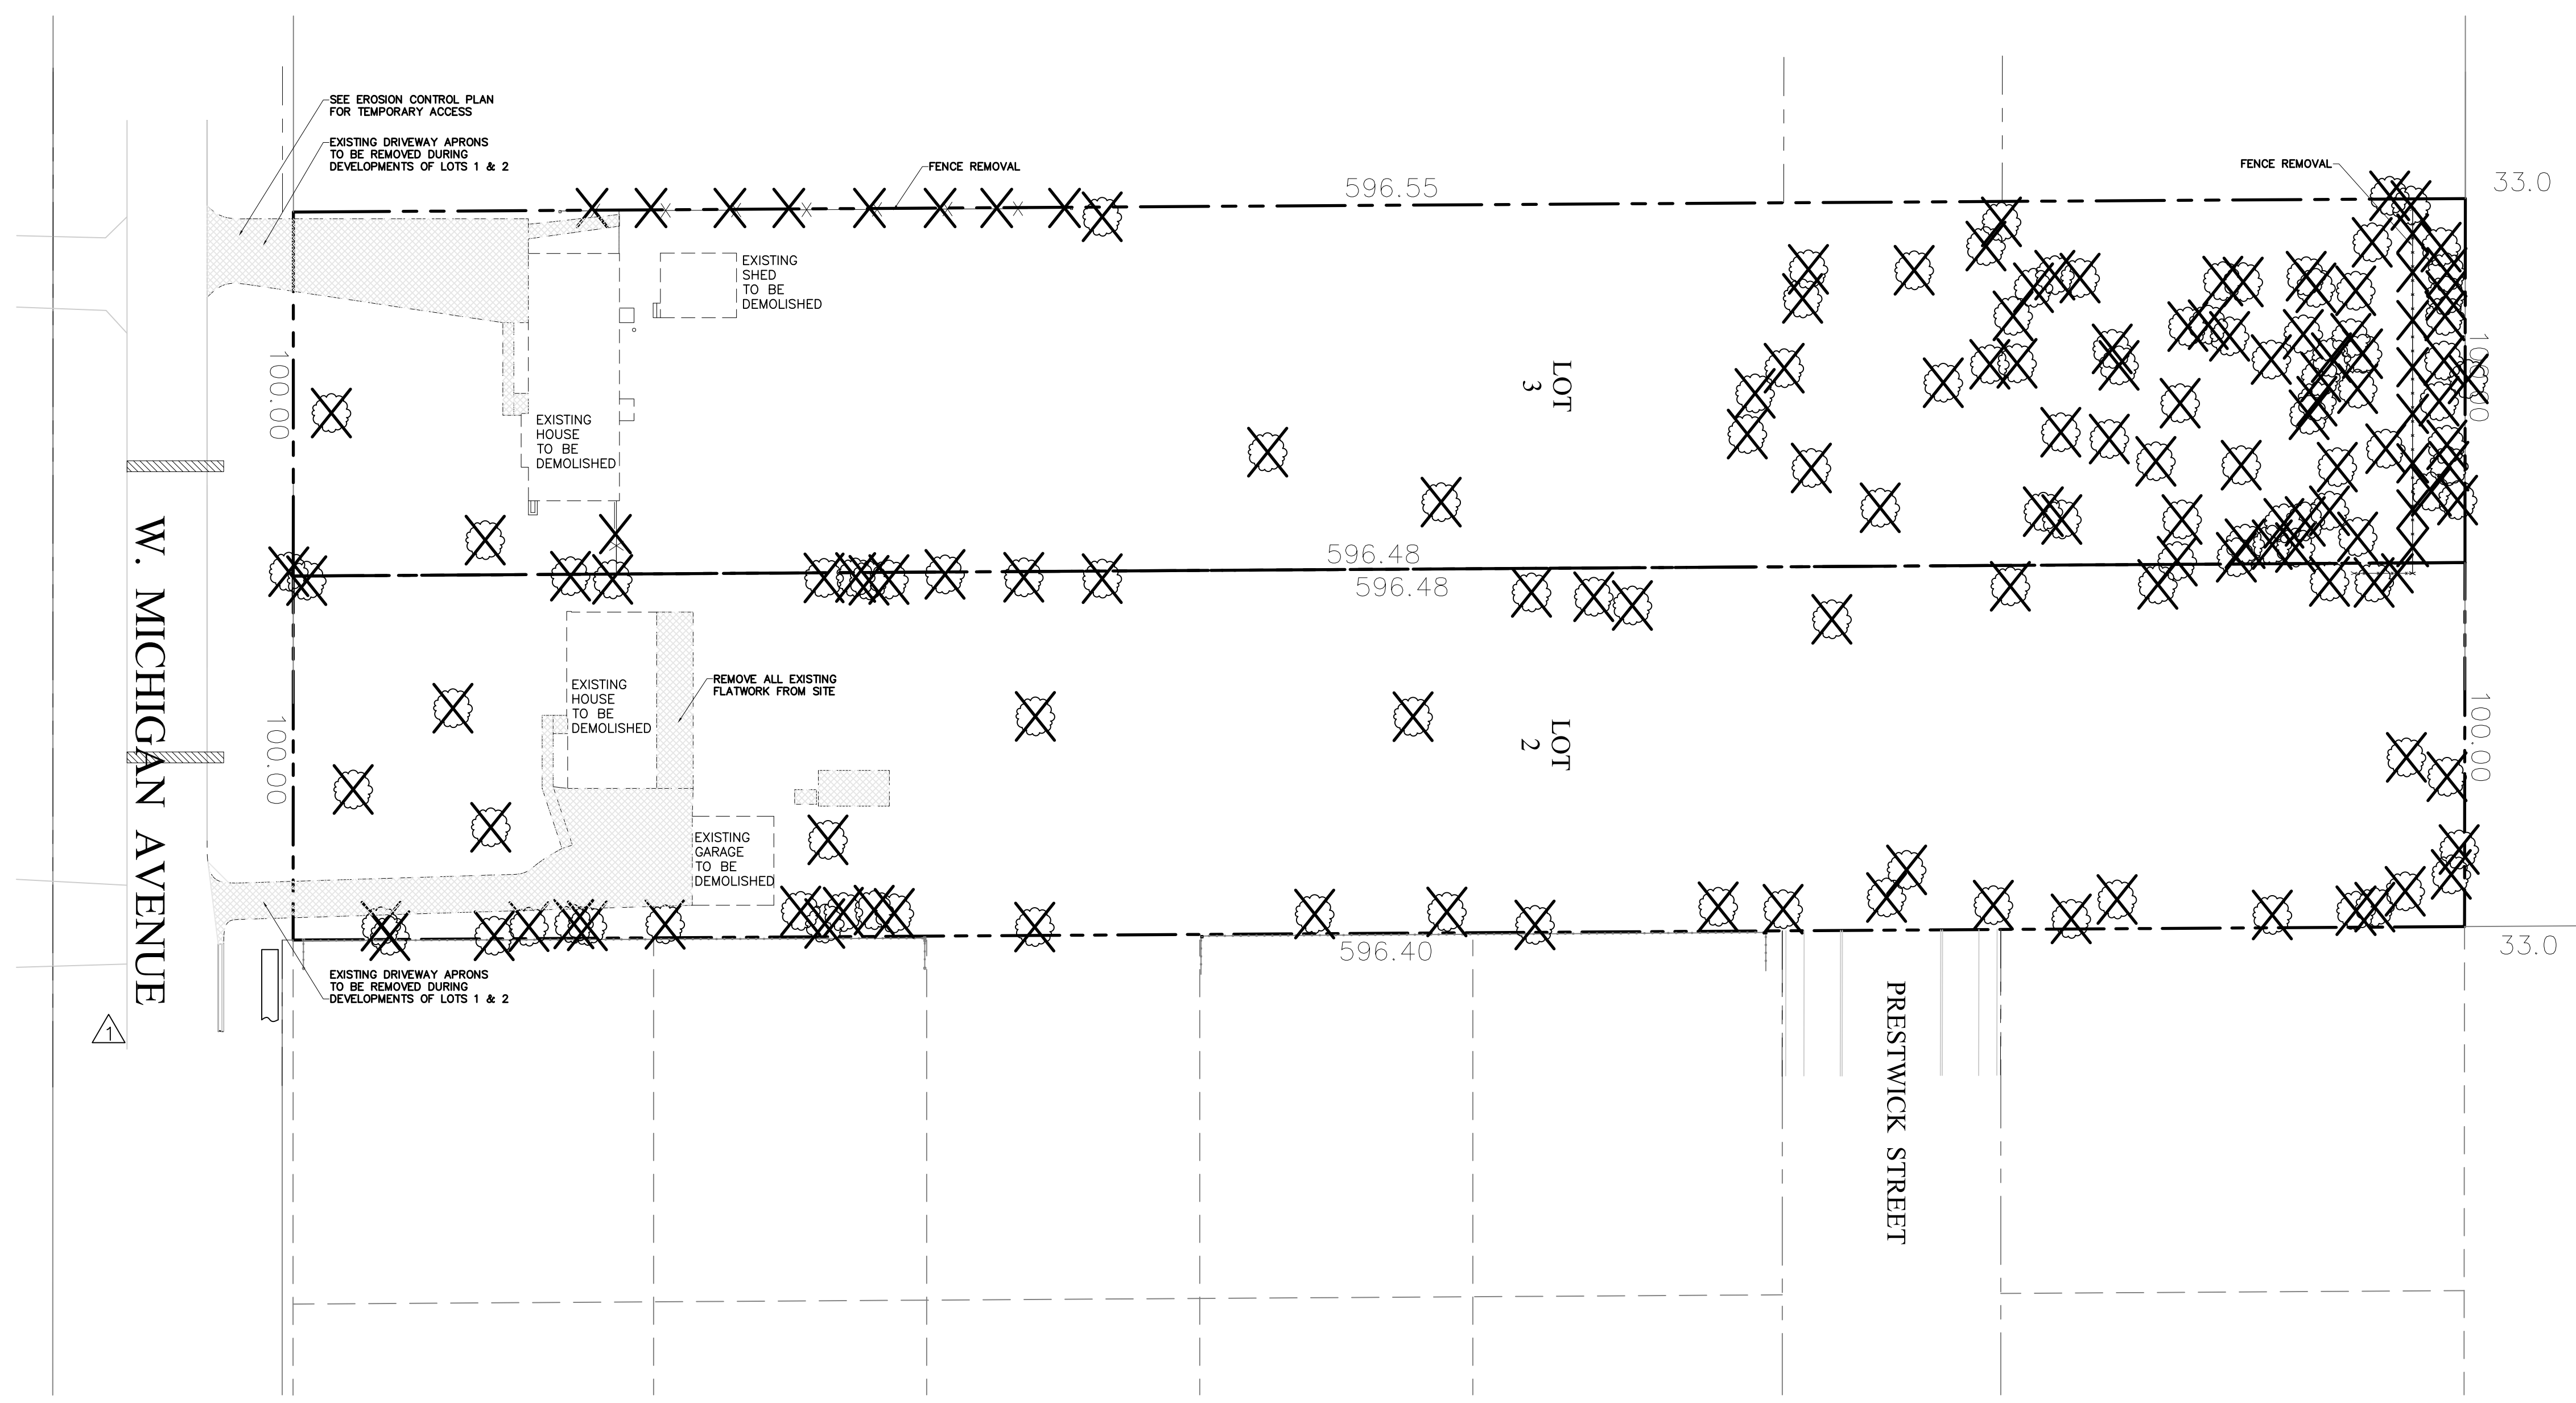 SEE EROSION CONTROL PLAN
FOR TEMPORARY ACCESS
EXISTING DRIVEWAY APRONS
TO BE REMOVED DURING
DEVELOPMENTS OF LOTS 1 & 2
FENCE REMOVAL
596.55
FENCE REMOVAL
33.0
EXISTING
SHED
TO BE
DEMOLISHED
100.00
100.00
LOT
3
EXISTING
HOUSE
TO BE
DEMOLISHED
W. MICHIGAN AVENUE
596.48
596.48
EXISTING
HOUSE
TO BE
DEMOLISHED
REMOVE ALL EXISTING
FLATWORK FROM SITE
100.00
LOT
2
100.00
EXISTING
GARAGE
TO BE
DEMOLISHED
596.40
33.0
EXISTING DRIVEWAY APRONS
TO BE REMOVED DURING
DEVELOPMENTS OF LOTS 1 & 2
1
PRESTWICK STREET